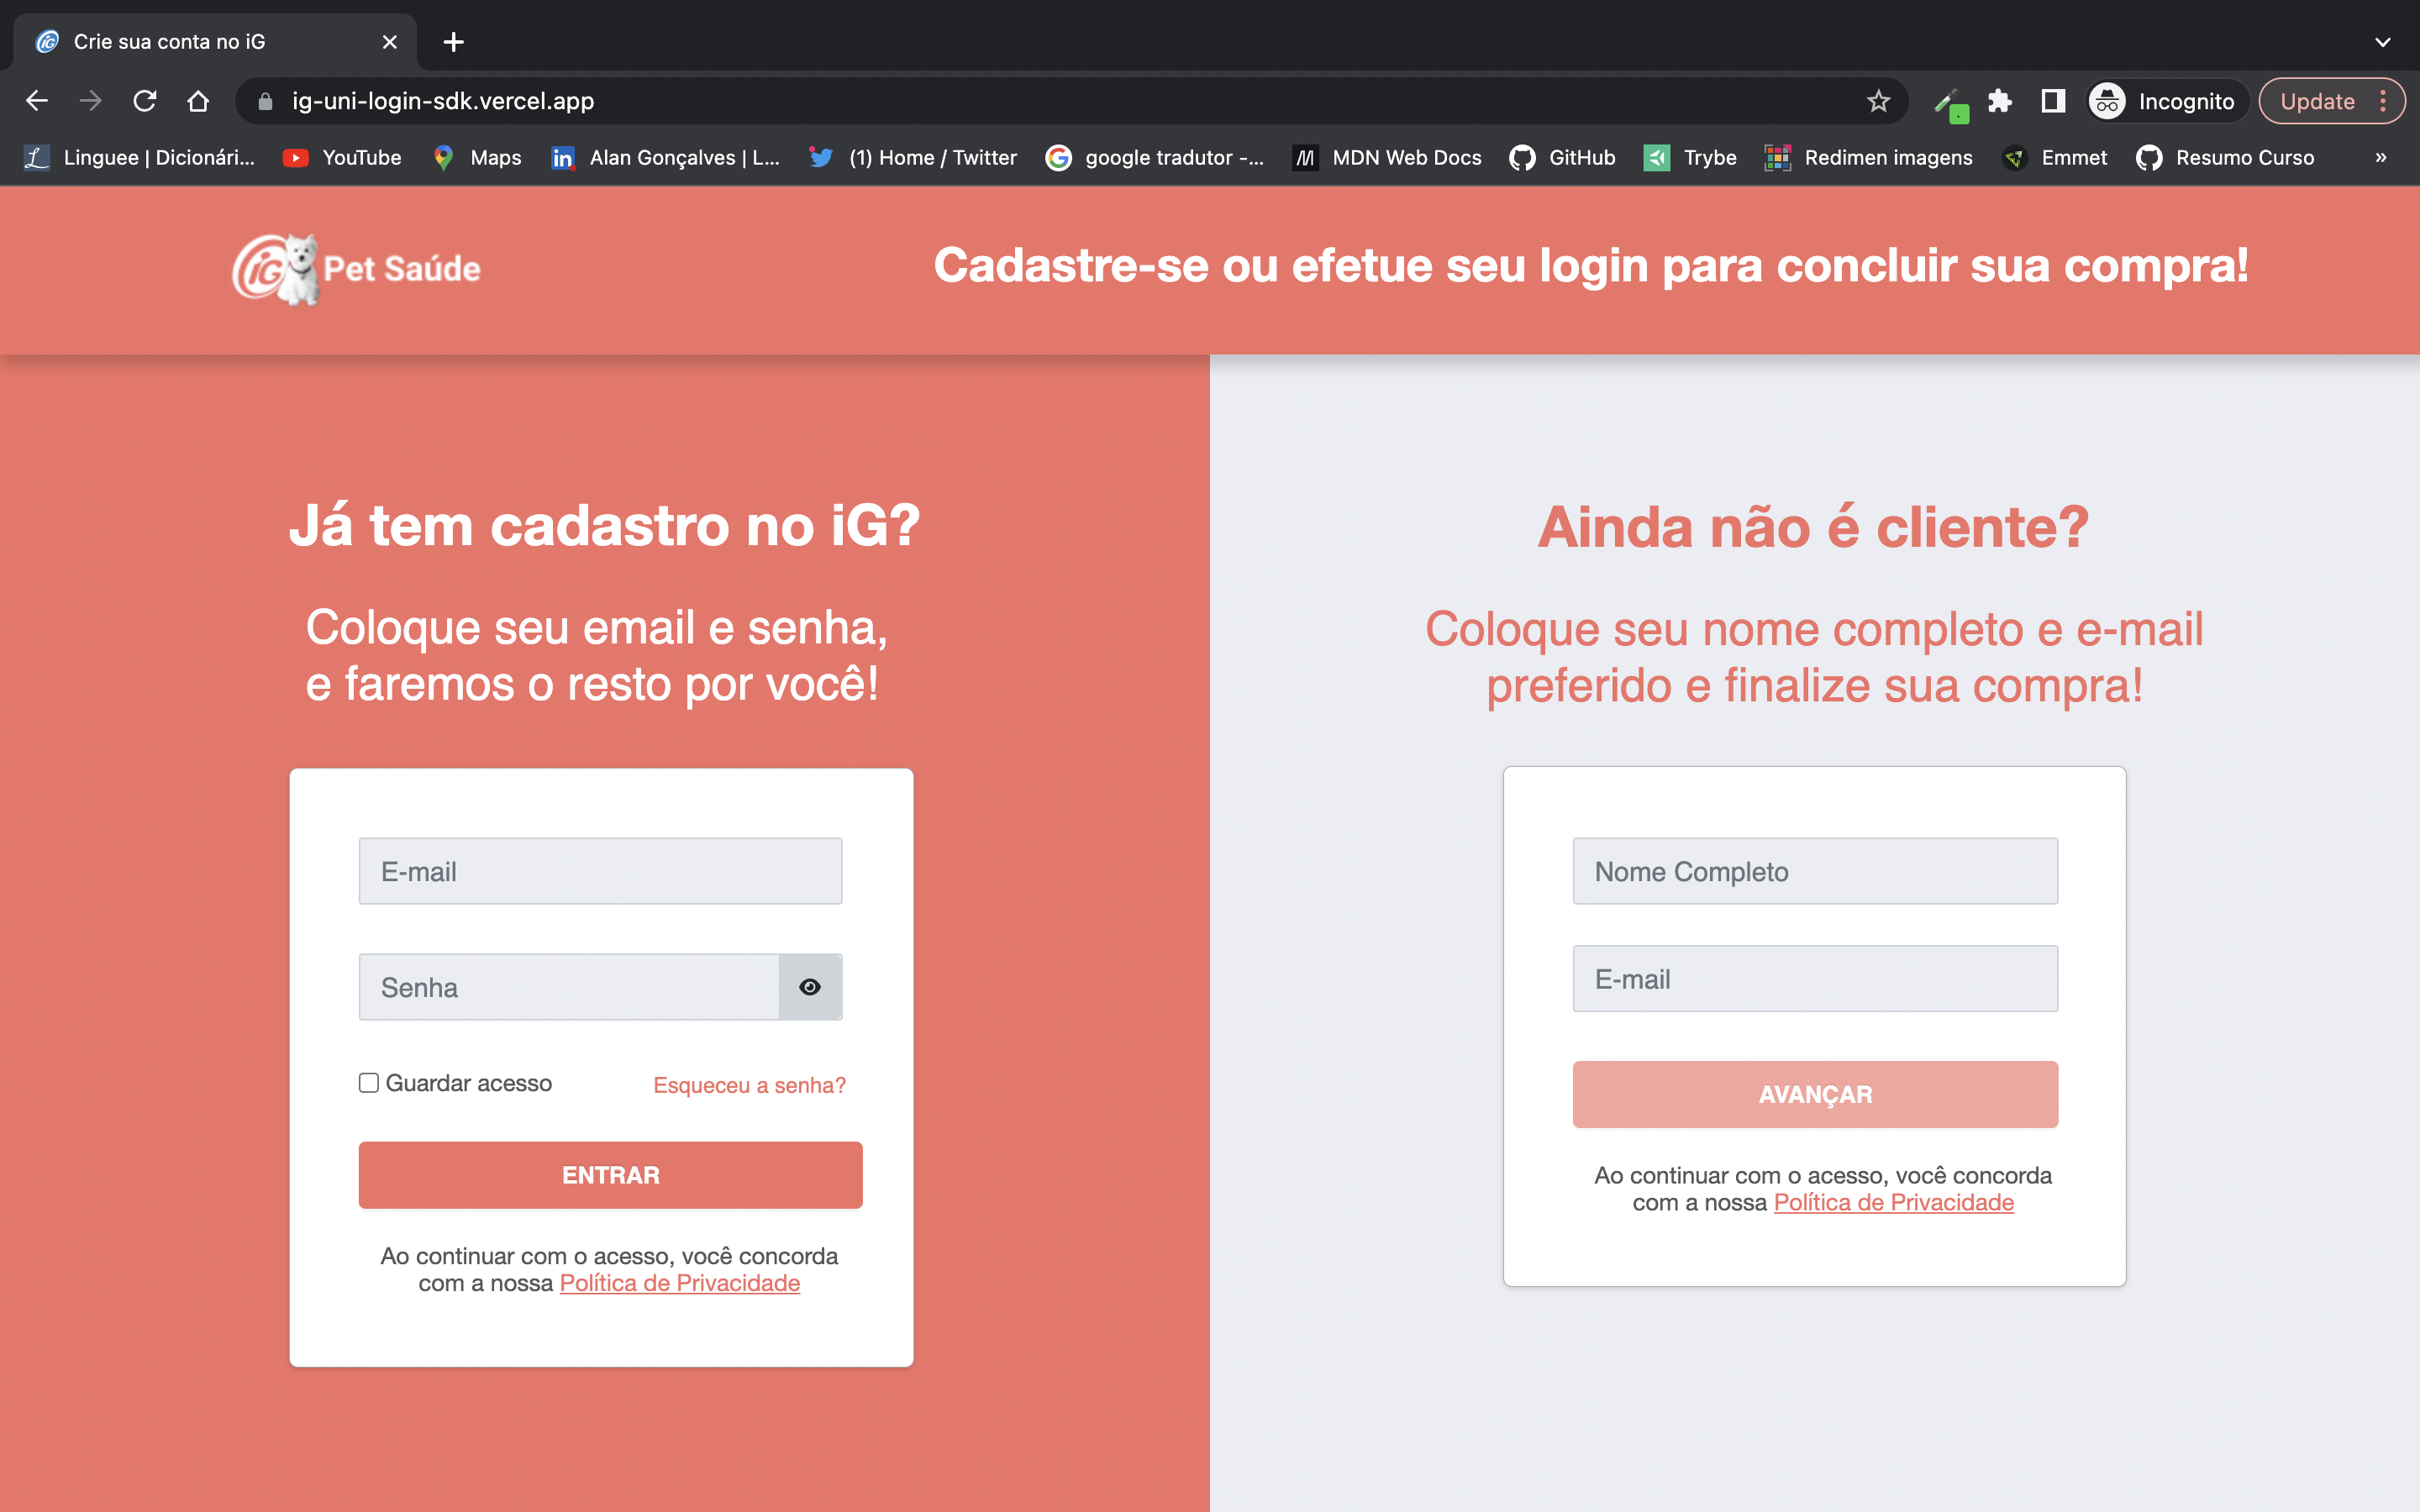 Crie sua conta no iG
ig-uni-login-sdk.vercel.app
Incognito
Update
Linguee | Dicionári...
YouTube
Maps
Alan Gonçalves | L...
(1) Home / Twitter
google tradutor -...
MDN Web Docs
GitHub
Trybe
Redimen imagens
Emmet
Resumo Curso
»
iG Pet Saúde
Cadastre-se ou efetue seu login para concluir sua compra!
Já tem cadastro no iG?
Coloque seu email e senha,
e faremos o resto por você!
E-mail
Senha
Guardar acesso
Esqueceu a senha?
ENTRAR
Ao continuar com o acesso, você concorda
com a nossa Política de Privacidade
Ainda não é cliente?
Coloque seu nome completo e e-mail
preferido e finalize sua compra!
Nome Completo
E-mail
AVANÇAR
Ao continuar com o acesso, você concorda
com a nossa Política de Privacidade